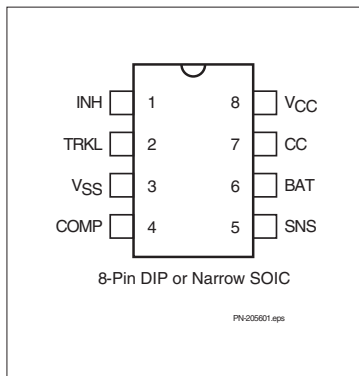 INH 1 8 VCC
TRKL 2 7 CC
VSS 3 6 BAT
COMP 4 5 SNS
8-Pin DIP or Narrow SOIC
PN-205601.eps